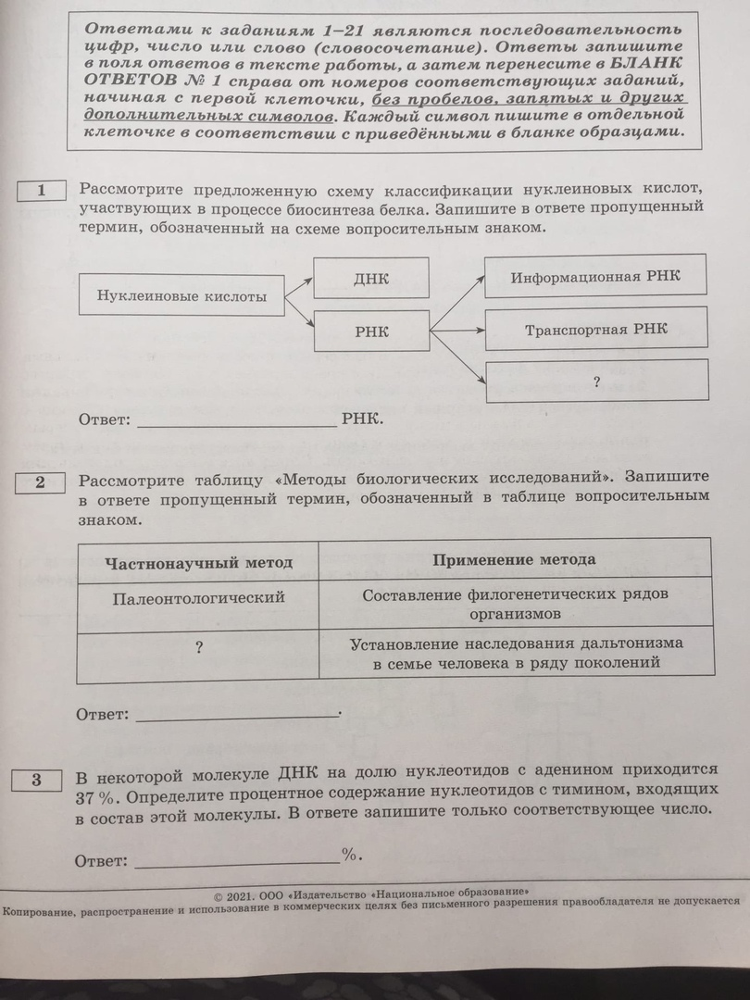 Ответами к заданиям 1–21 являются последовательность
цифр, число или слово (словосочетание). Ответы запишите
в поля ответов в тексте работы, а затем перенесите в БЛАНК
ОТВЕТОВ № 1 справа от номеров соответствующих заданий,
начиная с первой клеточки, без пробелов, запятых и других
дополнительных символов. Каждый символ пишите в отдельной
клеточке в соответствии с приведёнными в бланке образцами.
1
Рассмотрите предложенную схему классификации нуклеиновых кислот,
участвующих в процессе биосинтеза белка. Запишите в ответе пропущенный
термин, обозначенный на схеме вопросительным знаком.
Нуклеиновые кислоты
ДНК
РНК
Информационная РНК
Транспортная РНК
?
Ответ: ____________________ РНК.
2
Рассмотрите таблицу «Методы биологических исследований». Запишите
в ответе пропущенный термин, обозначенный в таблице вопросительным
знаком.
Частнонаучный метод
Применение метода
Палеонтологический
Составление филогенетических рядов
организмов
?
Установление наследования дальтонизма
в семье человека в ряду поколений
Ответ: ____________________.
3
В некоторой молекуле ДНК на долю нуклеотидов с аденином приходится
37 %. Определите процентное содержание нуклеотидов с тимином, входящих
в состав этой молекулы. В ответе запишите только соответствующее число.
Ответ: ____________________%.
© 2021. ООО «Издательство «Национальное образование»
Копирование, распространение и использование в коммерческих целях без письменного разрешения правообладателя не допускается